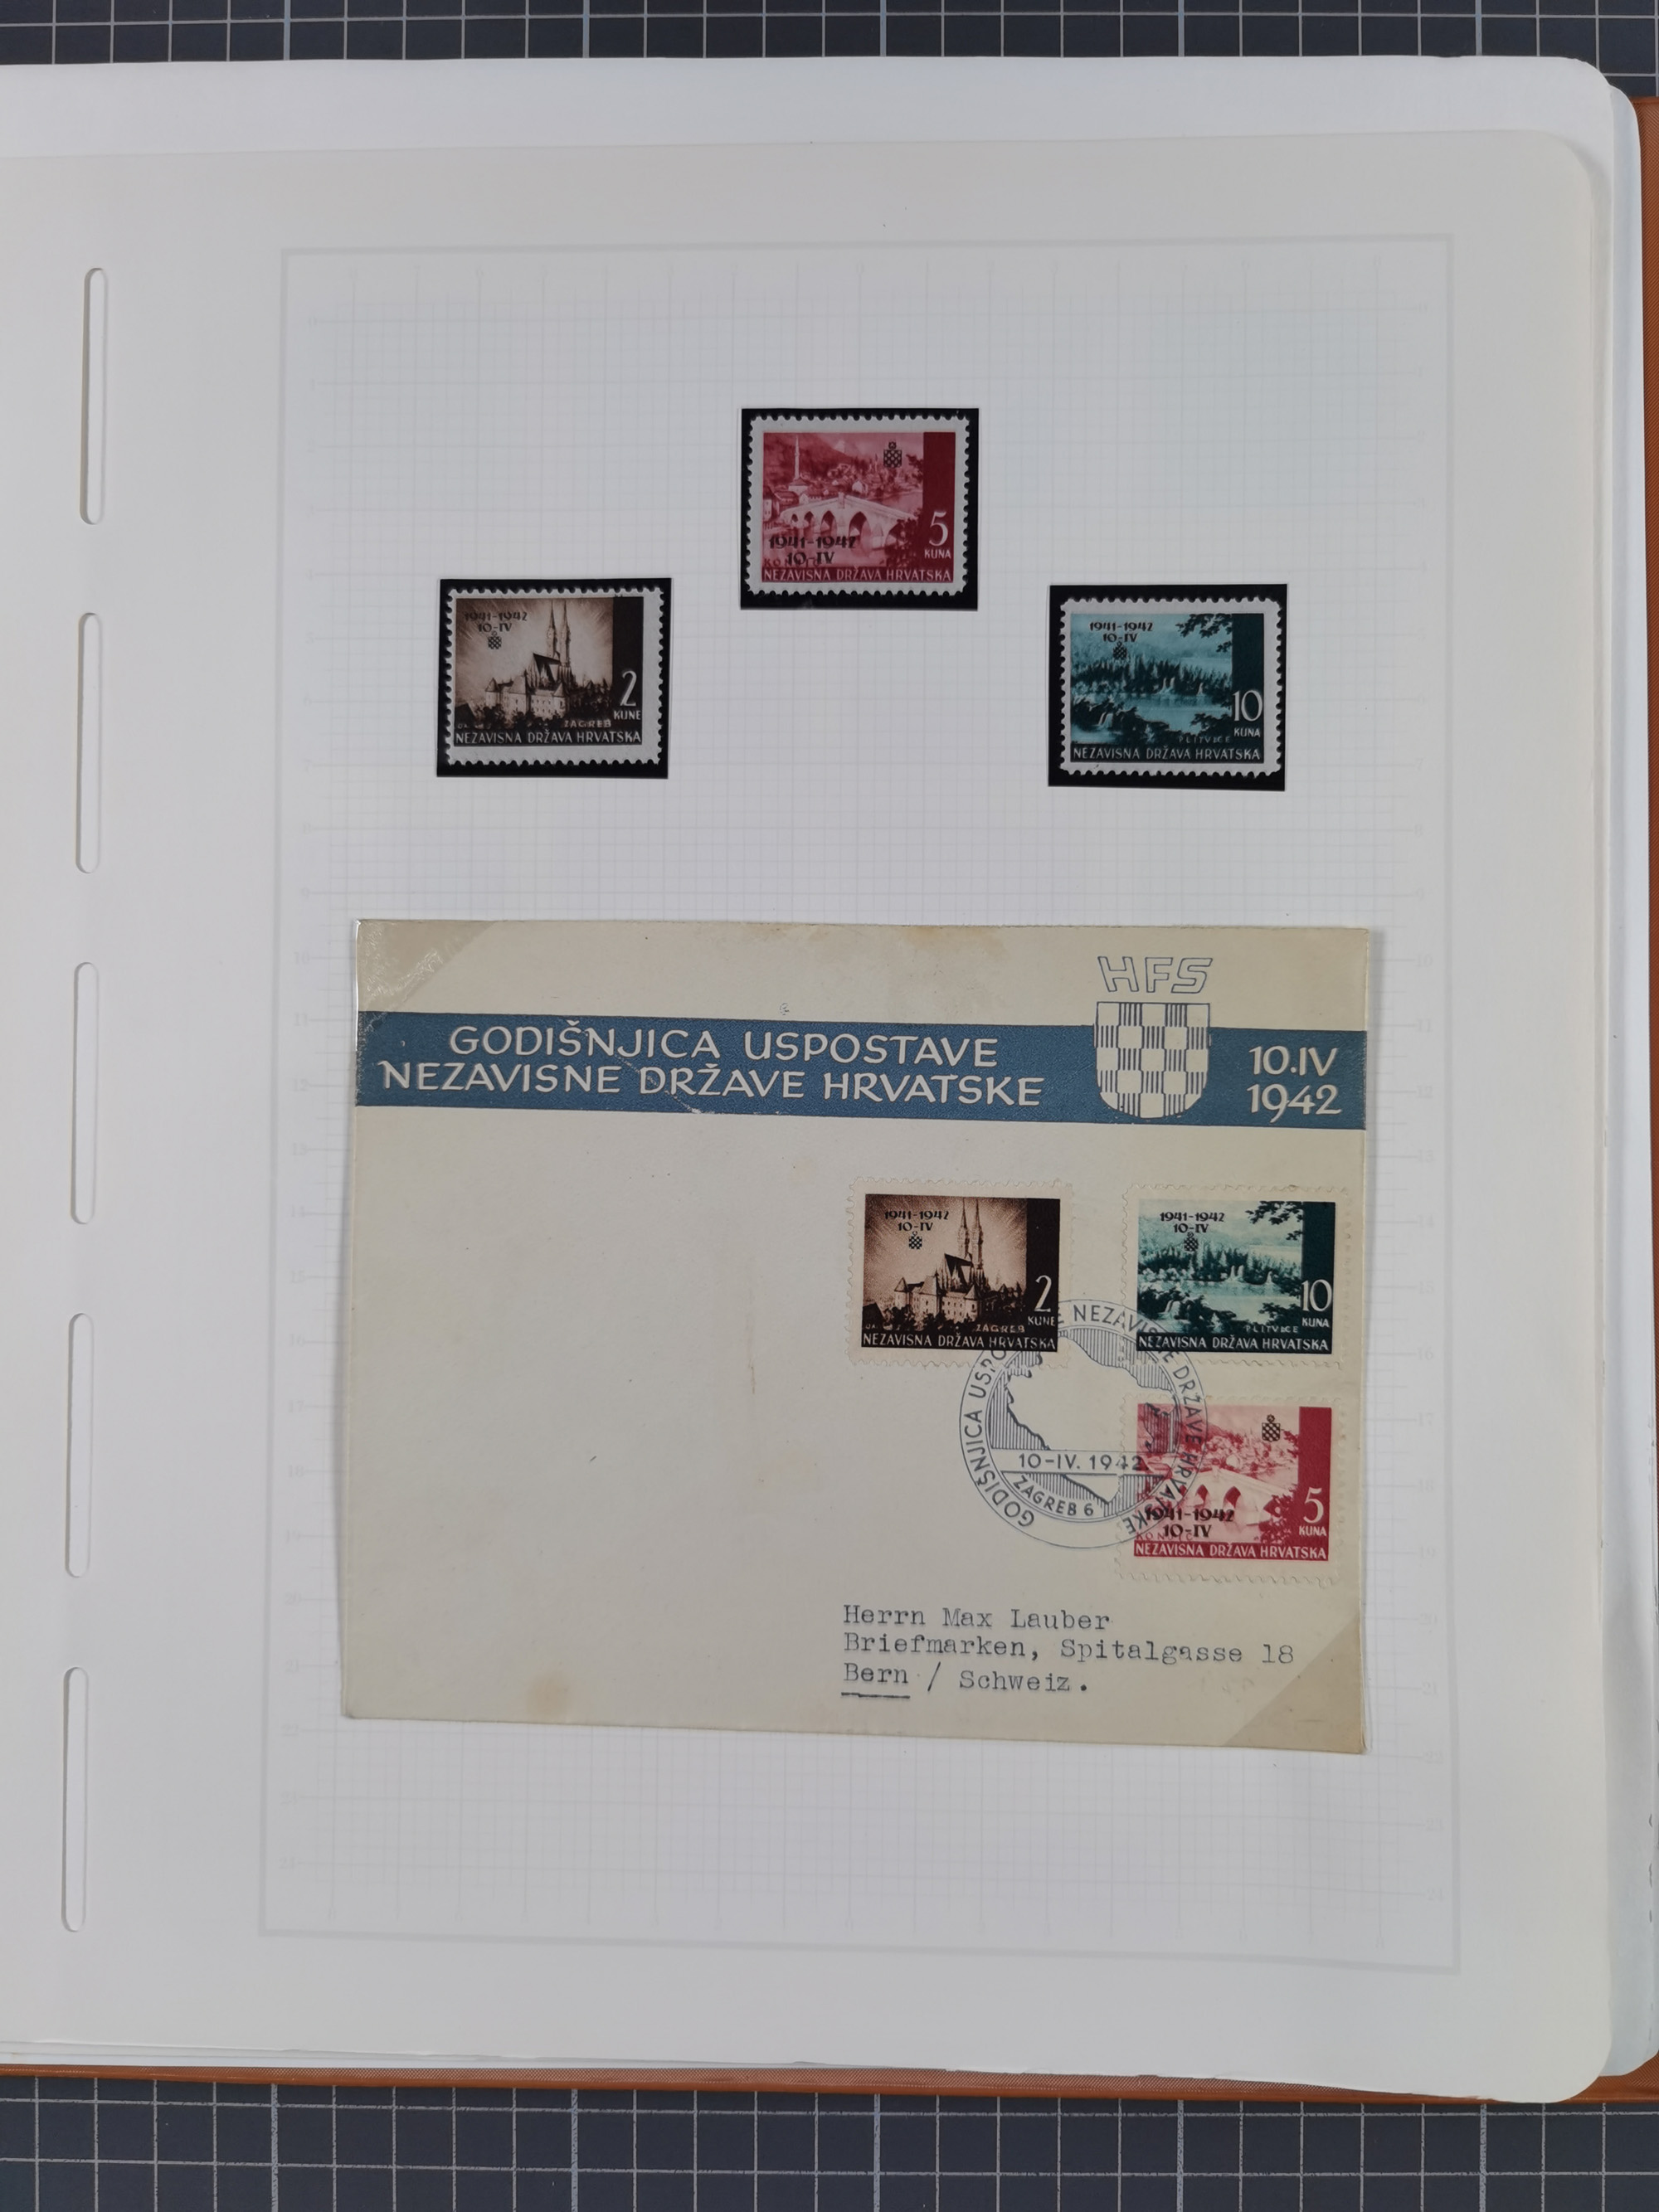 1941-1942
10-IV
5
KUNA
NEZAVISNA DRŽAVA HRVATSKA
1941-1942
10-IV
2
KUNE
ZAGREB
NEZAVISNA DRŽAVA HRVATSKA
1941-1942
10-IV
10
KUNA
PLITVICE
NEZAVISNA DRŽAVA HRVATSKA
HFS
GODIŠNJICA USPOSTAVE
NEZAVISNE DRŽAVE HRVATSKE
10.IV
1942
1941-1942
10-IV
2
KUNE
ZAGREB
NEZAVISNA DRŽAVA HRVATSKA
1941-1942
10-IV
10
KUNA
PLITVICE
NEZAVISNA DRŽAVA HRVATSKA
GODIŠNJICA USPO E NEZAVISNE DRŽAVE HRVATSKE
10-IV. 1942
ZAGREB 6
1941-1942
10-IV
5
KUNA
NEZAVISNA DRŽAVA HRVATSKA
Herrn Max Lauber
Briefmarken, Spitalgasse 18
Bern / Schweiz.